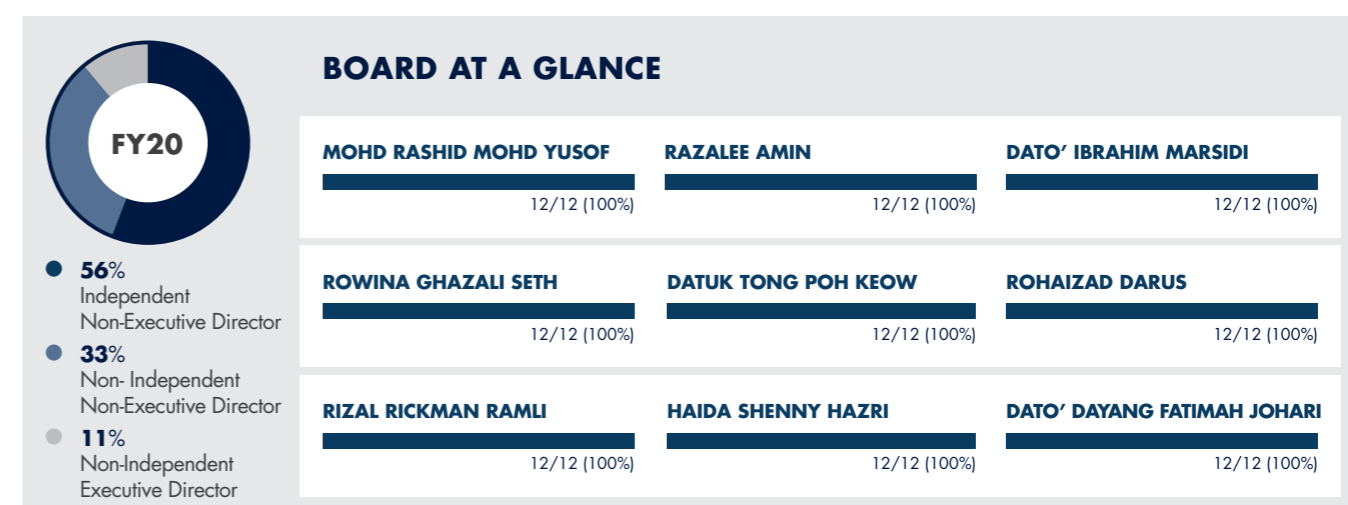 FY20
56%
Independent
Non-Executive Director
33%
Non- Independent
Non-Executive Director
11%
Non-Independent
Executive Director
BOARD AT A GLANCE
MOHD RASHID MOHD YUSOF
12/12 (100%)
RAZALEE AMIN
12/12 (100%)
DATO’ IBRAHIM MARSIDI
12/12 (100%)
ROWINA GHAZALI SETH
12/12 (100%)
DATUK TONG POH KEOW
12/12 (100%)
ROHAIZAD DARUS
12/12 (100%)
RIZAL RICKMAN RAMLI
12/12 (100%)
HAIDA SHENNY HAZRI
12/12 (100%)
DATO’ DAYANG FATIMAH JOHARI
12/12 (100%)